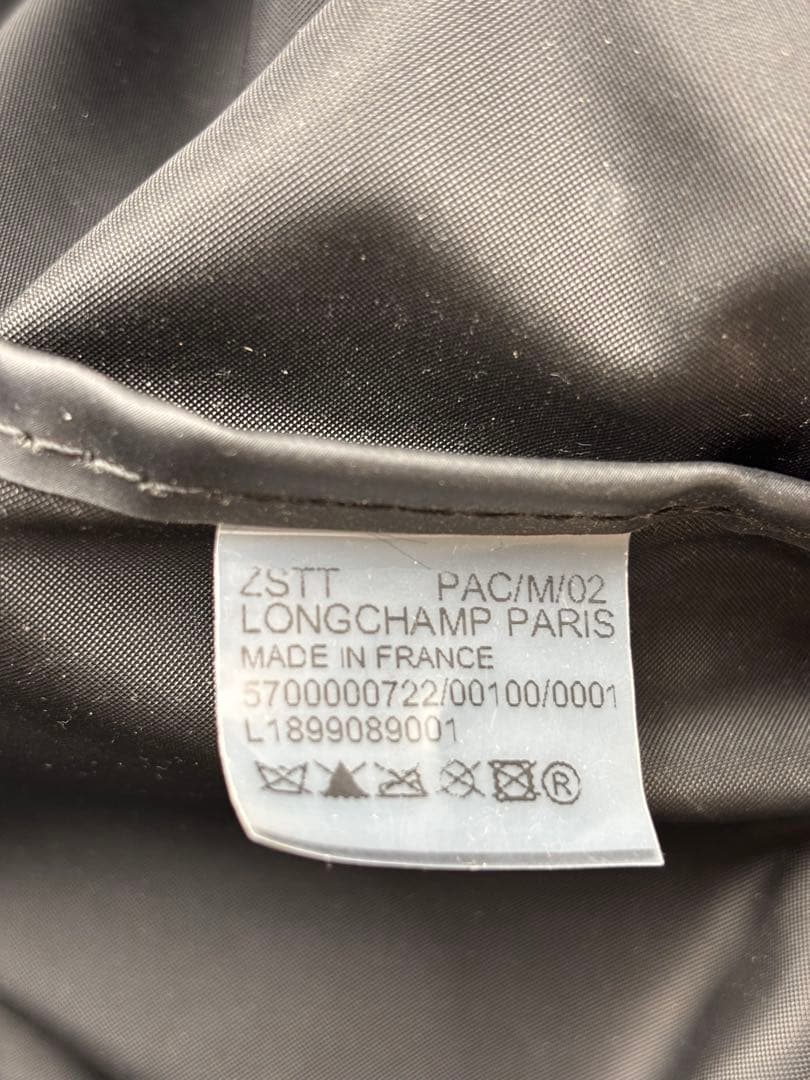 ZSTT PAC/M/02
LONGCHAMP PARIS
MADE IN FRANCE
5700000722/00100/0001
L1899089001
®